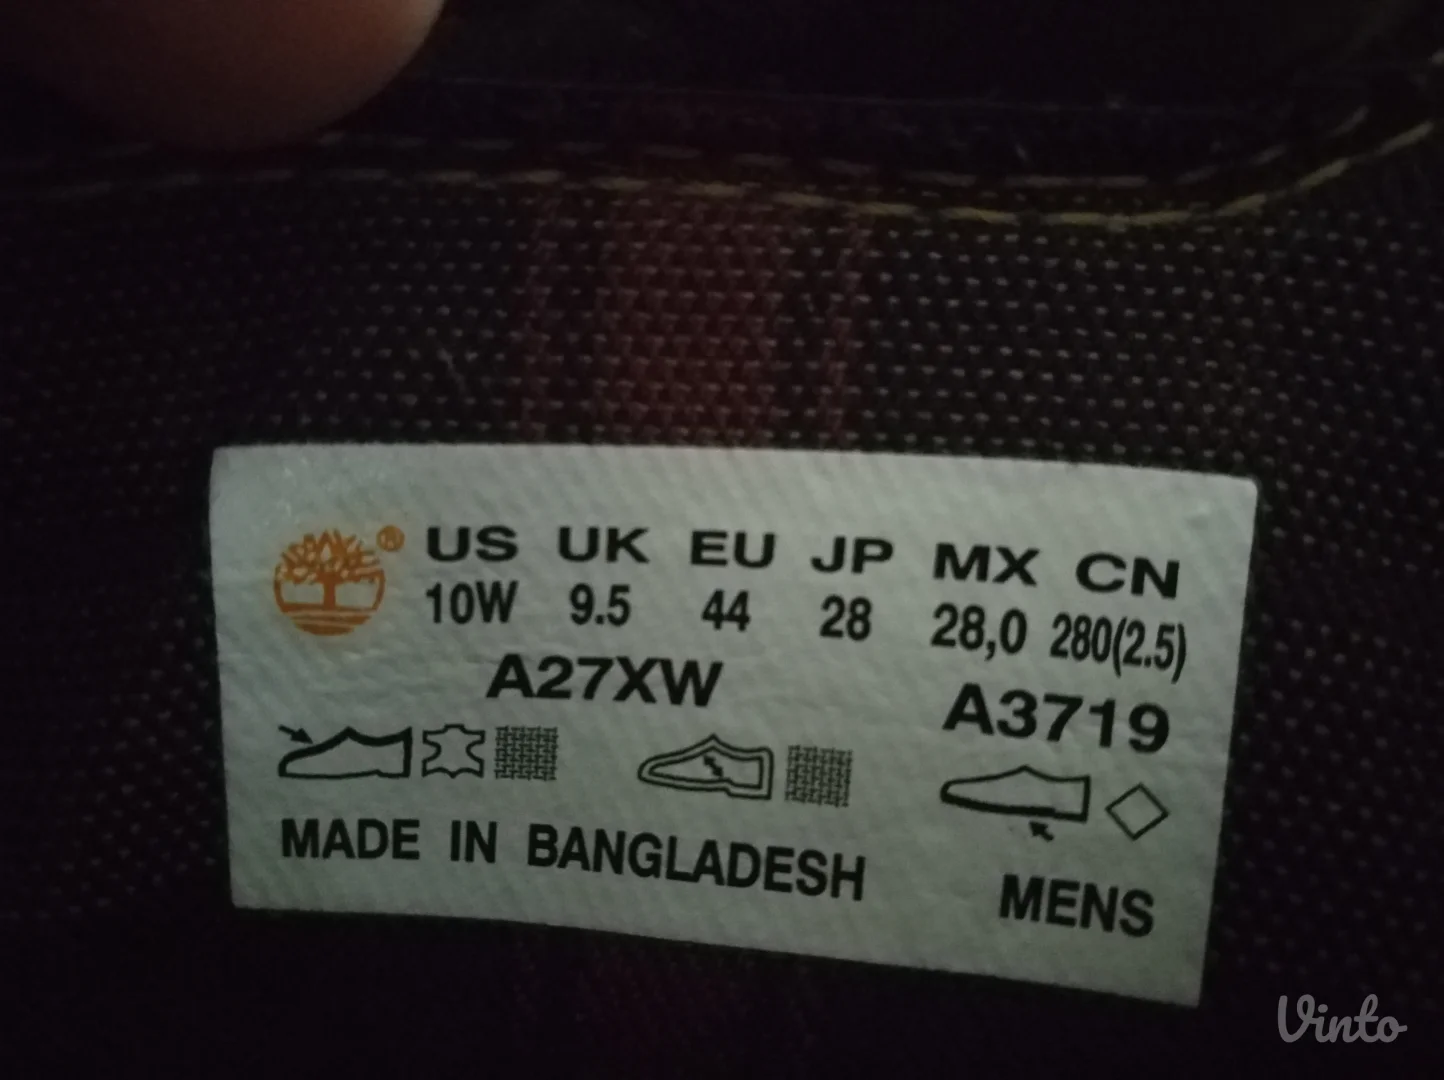 ® US UK EU JP MX CN
10W 9.5 44 28 28,0 280(2.5)
A27XW A3719
MADE IN BANGLADESH MENS
Vinto